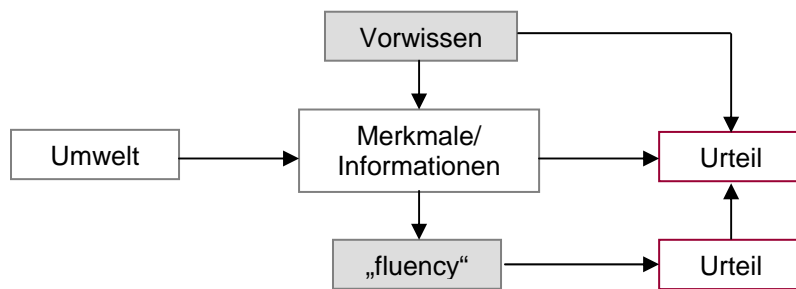 Vorwissen
Umwelt
Merkmale/
Informationen
Urteil
„fluency“
Urteil